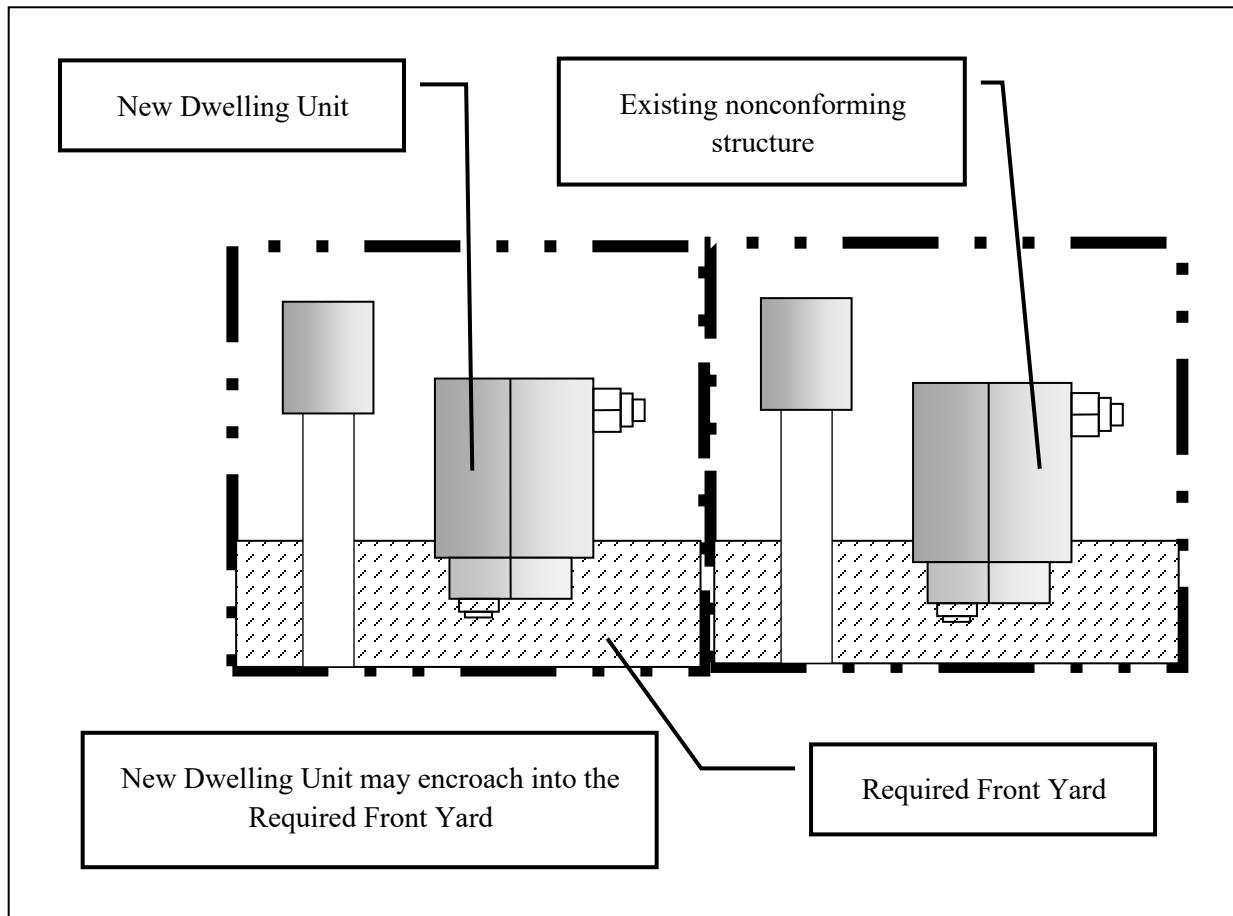 New Dwelling Unit
Existing nonconforming
structure
New Dwelling Unit may encroach into the
Required Front Yard
Required Front Yard